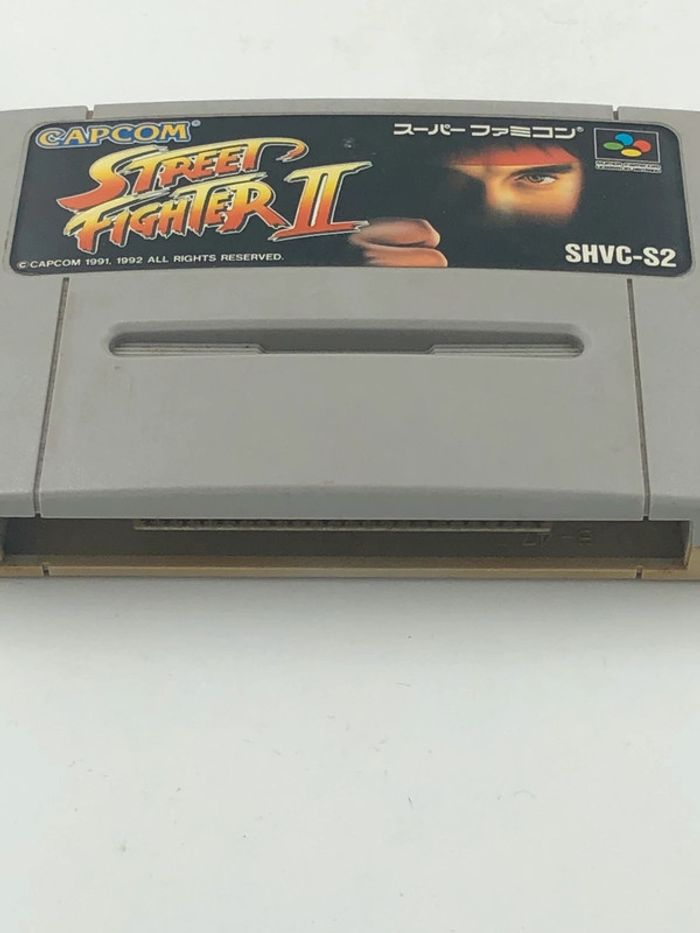 CAPCOM®
STREET
FIGHTER II
スーパーファミコン®
©CAPCOM 1991, 1992 ALL RIGHTS RESERVED.
SHVC-S2